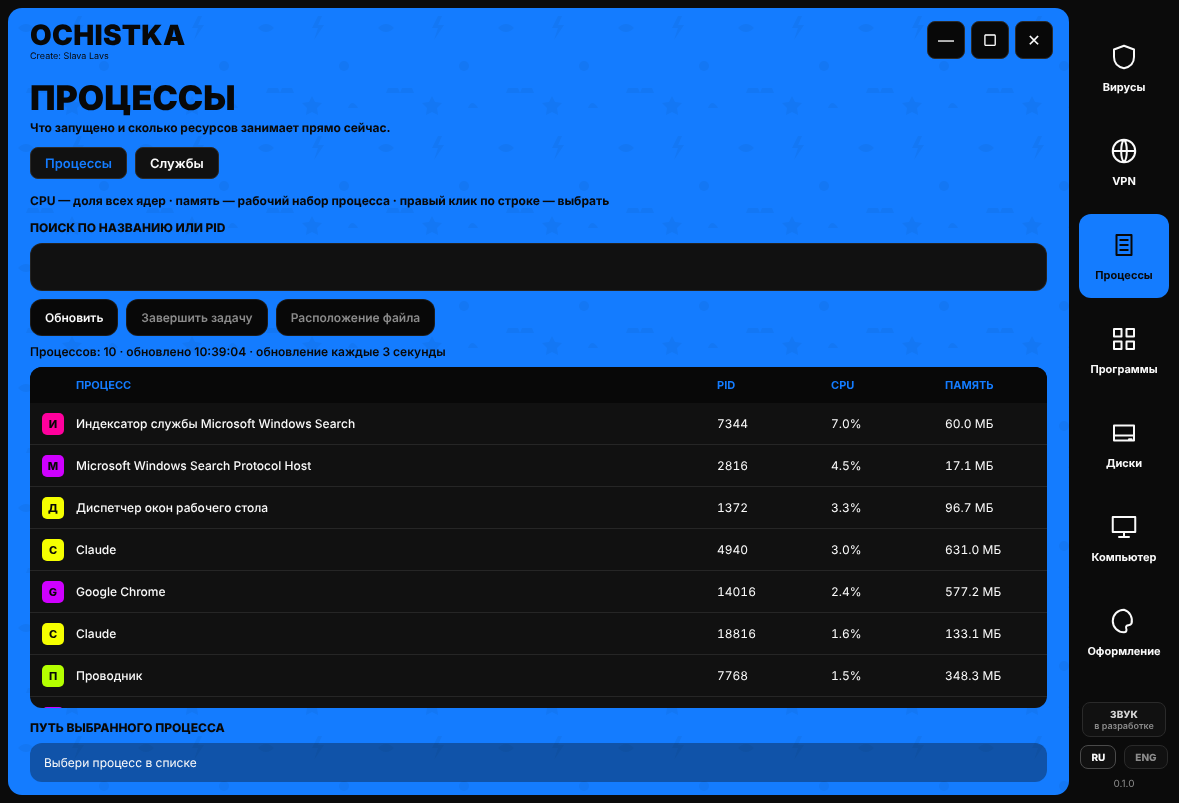 OCHISTKA
Create: Slava Lavs
ПРОЦЕССЫ
Что запущено и сколько ресурсов занимает прямо сейчас.
Процессы Службы
CPU — доля всех ядер · память — рабочий набор процесса · правый клик по строке — выбрать
ПОИСК ПО НАЗВАНИЮ ИЛИ PID
Обновить Завершить задачу Расположение файла
Процессов: 10 · обновлено 10:39:04 · обновление каждые 3 секунды
ПРОЦЕСС PID CPU ПАМЯТЬ
И Индексатор службы Microsoft Windows Search 7344 7.0% 60.0 МБ
M Microsoft Windows Search Protocol Host 2816 4.5% 17.1 МБ
Д Диспетчер окон рабочего стола 1372 3.3% 96.7 МБ
C Claude 4940 3.0% 631.0 МБ
G Google Chrome 14016 2.4% 577.2 МБ
C Claude 18816 1.6% 133.1 МБ
П Проводник 7768 1.5% 348.3 МБ
ПУТЬ ВЫБРАННОГО ПРОЦЕССА
Выбери процесс в списке
Вирусы
VPN
Процессы
Программы
Диски
Компьютер
Оформление
ЗВУК
в разработке
RU ENG
0.1.0